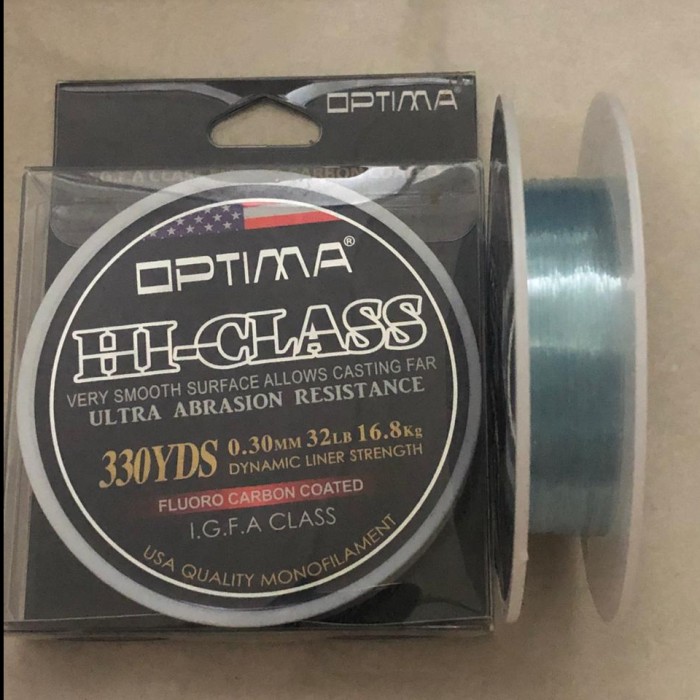 OPTIMA
I.G.F.A CLASS
OPTIMA®
HI-CLASS
VERY SMOOTH SURFACE ALLOWS CASTING FAR
ULTRA ABRASION RESISTANCE
330YDS 0.30MM 32LB 16.8Kg
DYNAMIC LINER STRENGTH
FLUORO CARBON COATED
I.G.F.A CLASS
USA QUALITY MONOFILAMENT